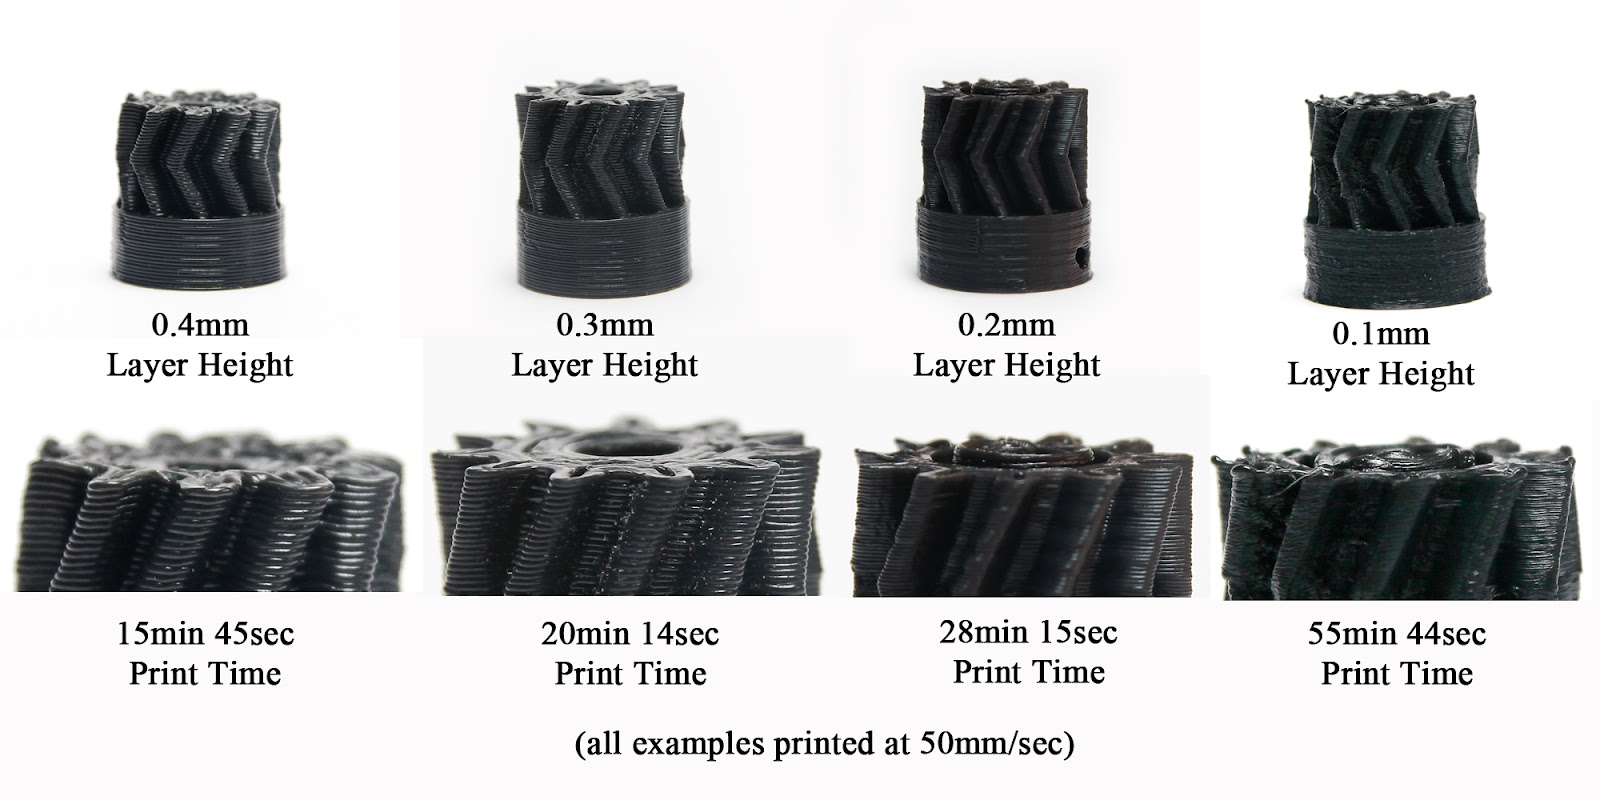 0.4mm
Layer Height
0.3mm
Layer Height
0.2mm
Layer Height
0.1mm
Layer Height
15min 45sec
Print Time
20min 14sec
Print Time
28min 15sec
Print Time
55min 44sec
Print Time
(all examples printed at 50mm/sec)